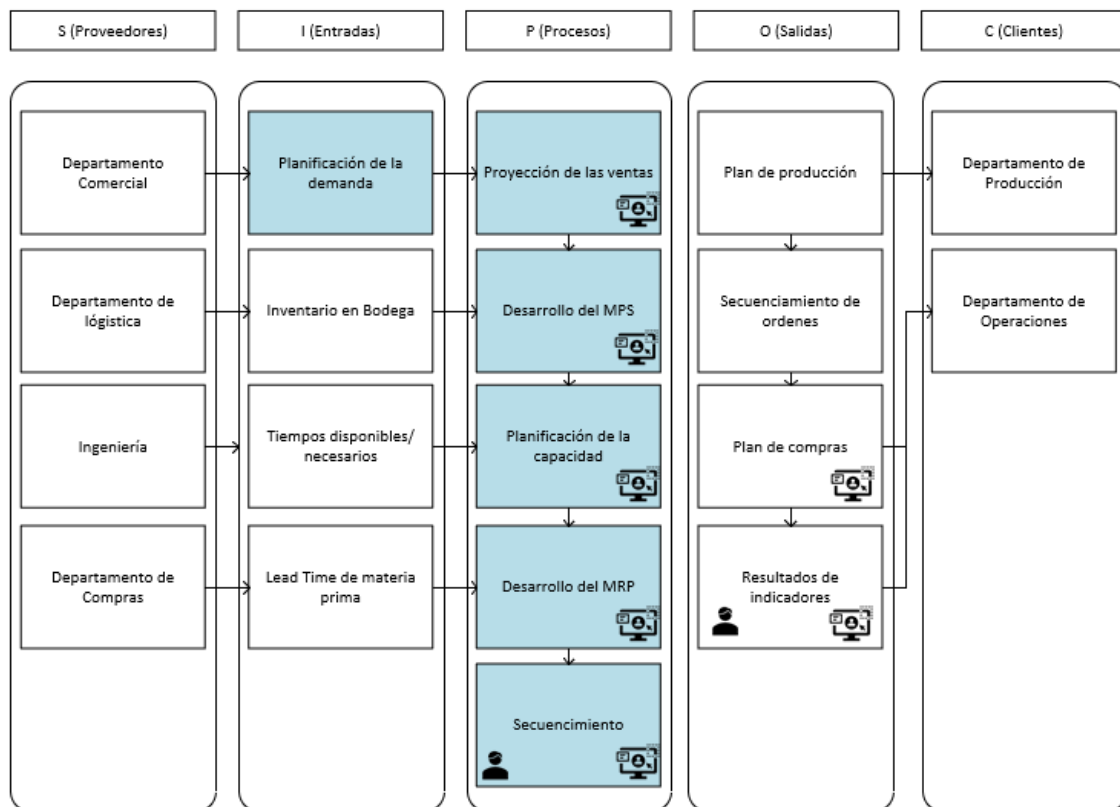 S (Proveedores)
I (Entradas)
P (Procesos)
O (Salidas)
C (Clientes)
Departamento
Comercial
Planificación de la
demanda
Proyección de las ventas
Plan de producción
Departamento de
Producción
Departamento de
lógistica
Inventario en Bodega
Desarrollo del MPS
Secuenciamiento de
ordenes
Departamento de
Operaciones
Ingeniería
Tiempos disponibles/
necesarios
Planificación de la
capacidad
Plan de compras
Departamento de
Compras
Lead Time de materia
prima
Desarrollo del MRP
Resultados de
indicadores
Secuencimiento